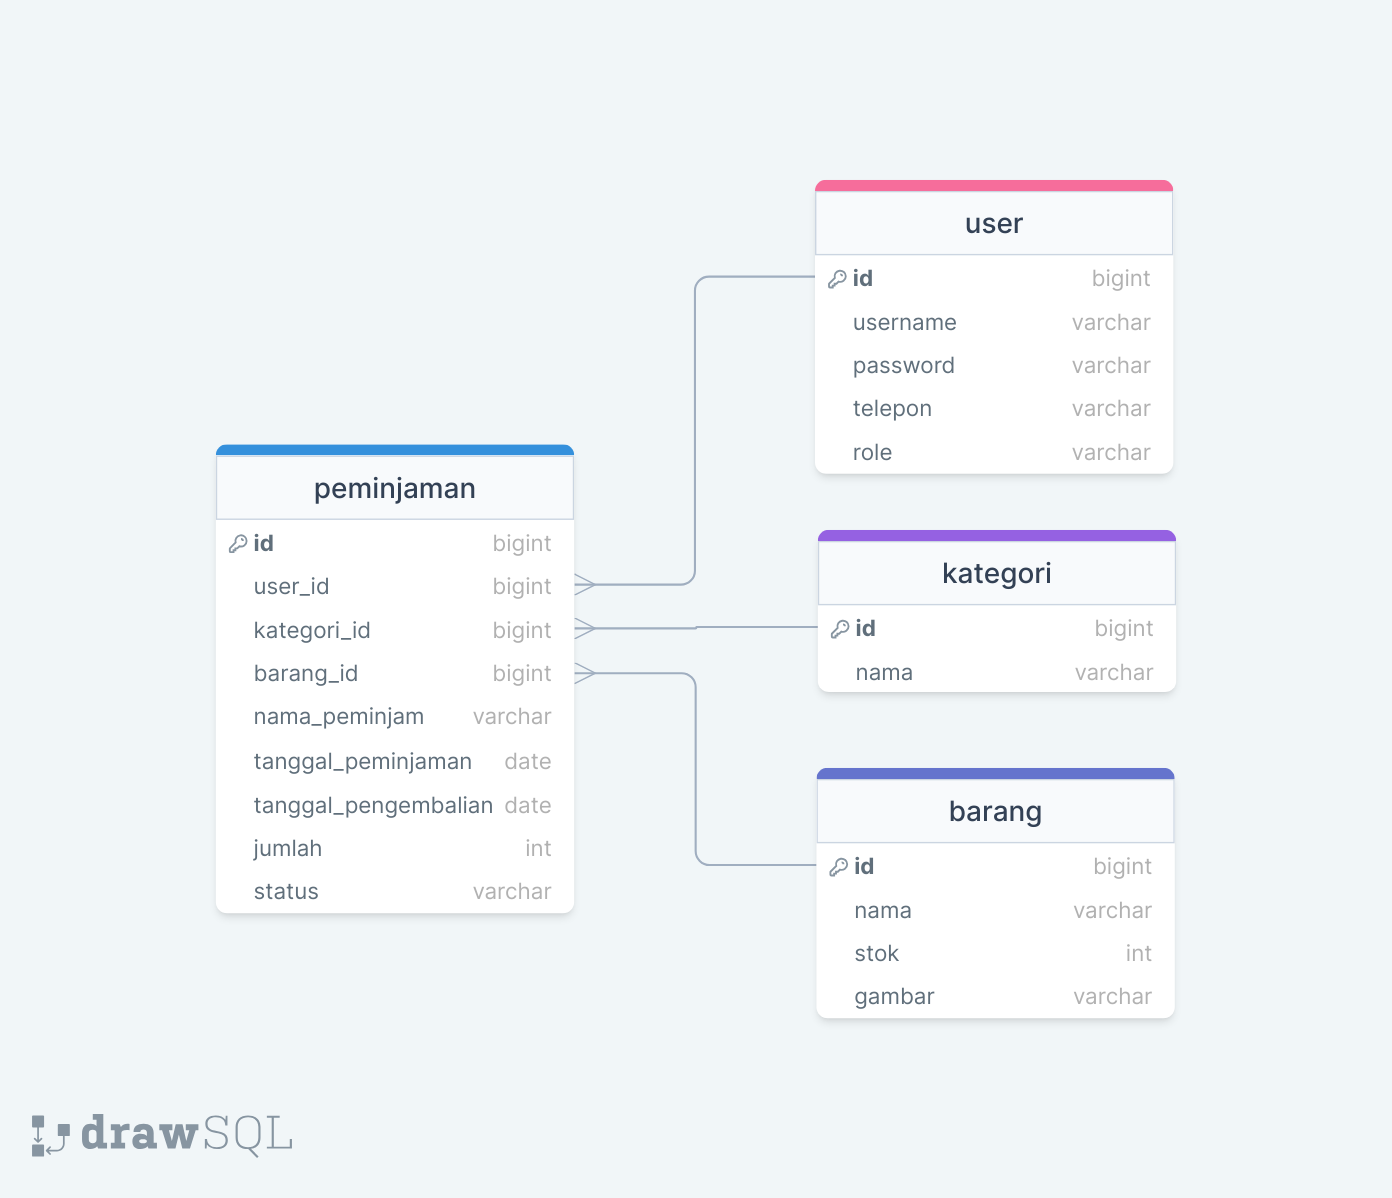 user
id bigint
username varchar
password varchar
telepon varchar
role varchar
peminjaman
id bigint
user_id bigint
kategori_id bigint
barang_id bigint
nama_peminjam varchar
tanggal_peminjaman date
tanggal_pengembalian date
jumlah int
status varchar
kategori
id bigint
nama varchar
barang
id bigint
nama varchar
stok int
gambar varchar
drawSQL